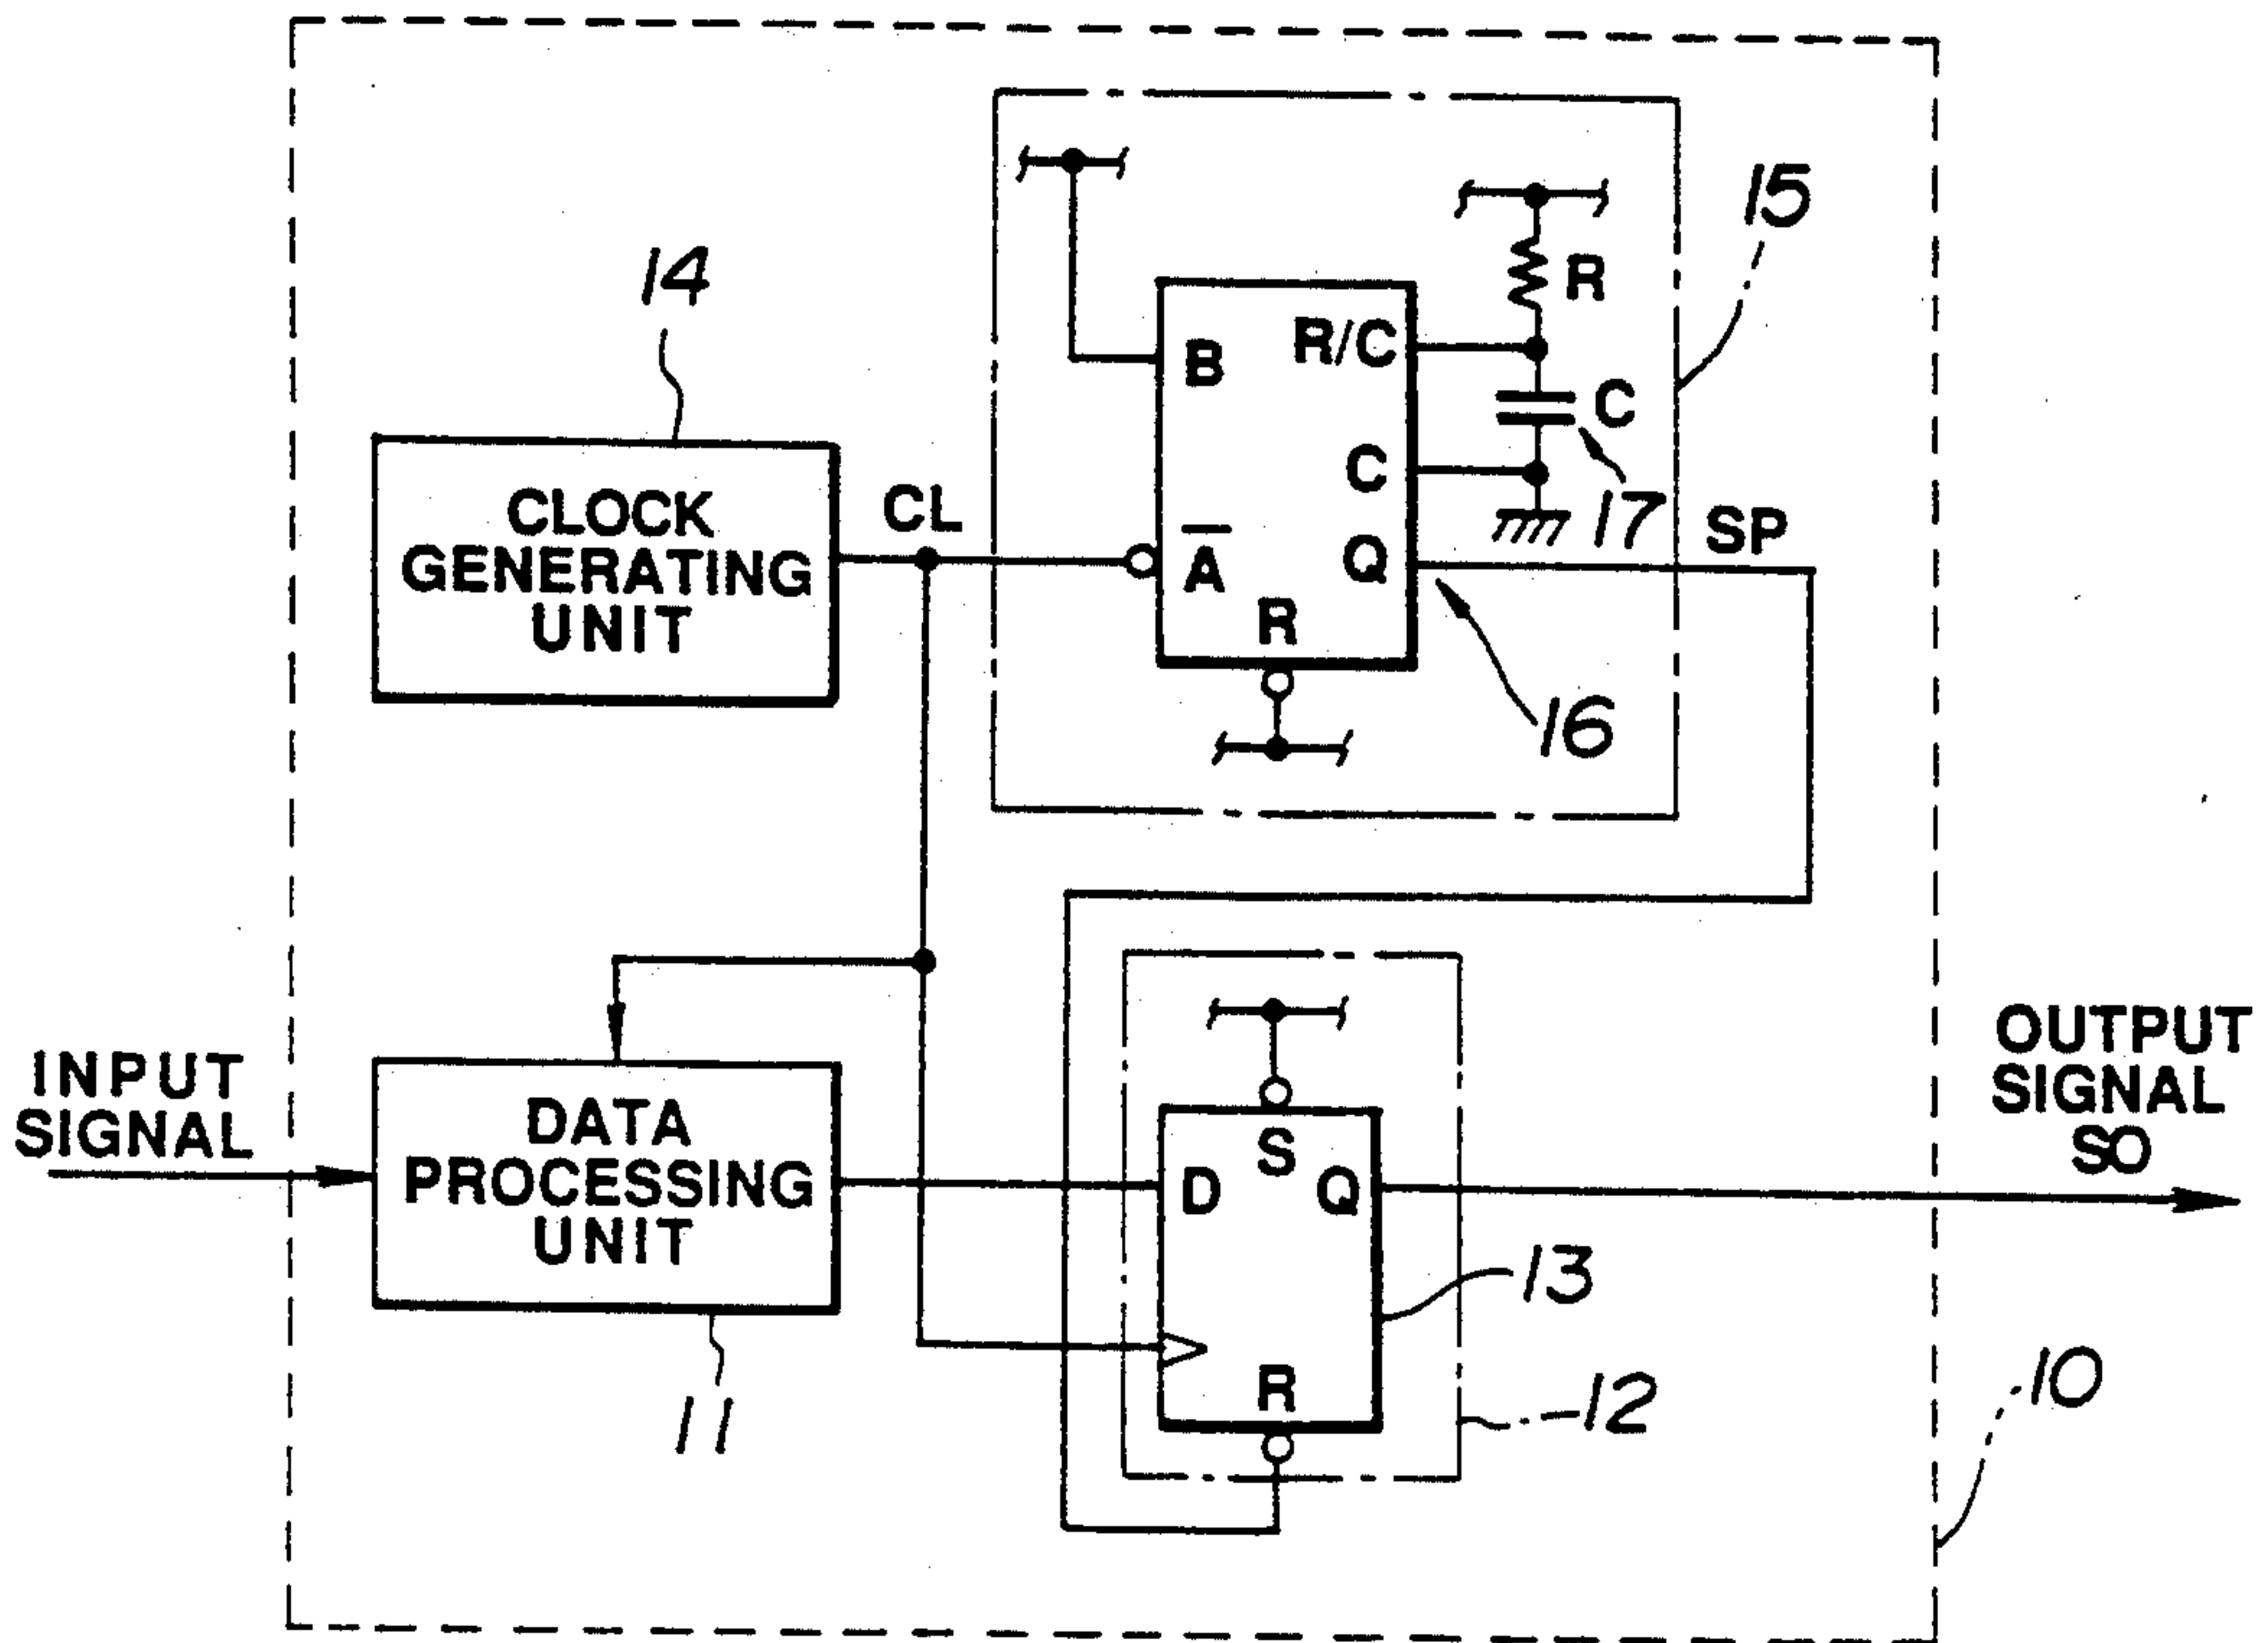 14
15
B
R/C
R
C
CLOCK
GENERATING
UNIT
CL
A̅
C
Q
R
17
SP
16
INPUT
SIGNAL
DATA
PROCESSING
UNIT
11
D
S
Q
R
13
12
OUTPUT
SIGNAL
SO
10